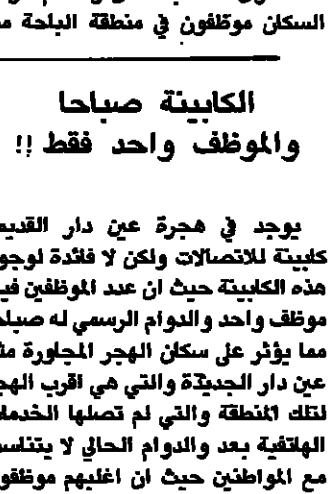 السكان موظفون في منطقة الباحة
الكابينة صباحا
والموظف واحد فقط !!
يوجد في هجرة عين دار القديم
كابينة للاتصالات ولكن لا فائدة لوجو
هذه الكابينة حيث ان عدد الموظفين في
موظف واحد والدوام الرسمي له صباح
مما يؤثر على سكان الهجر المجاورة مث
عين دار الجديدة والتي هي اقرب الهج
لتلك المنطقة والتي لم تصلها الخدما
الهاتفية بعد والدوام الحالي لا يتناس
مع المواطنين حيث ان اغلبهم موظفو